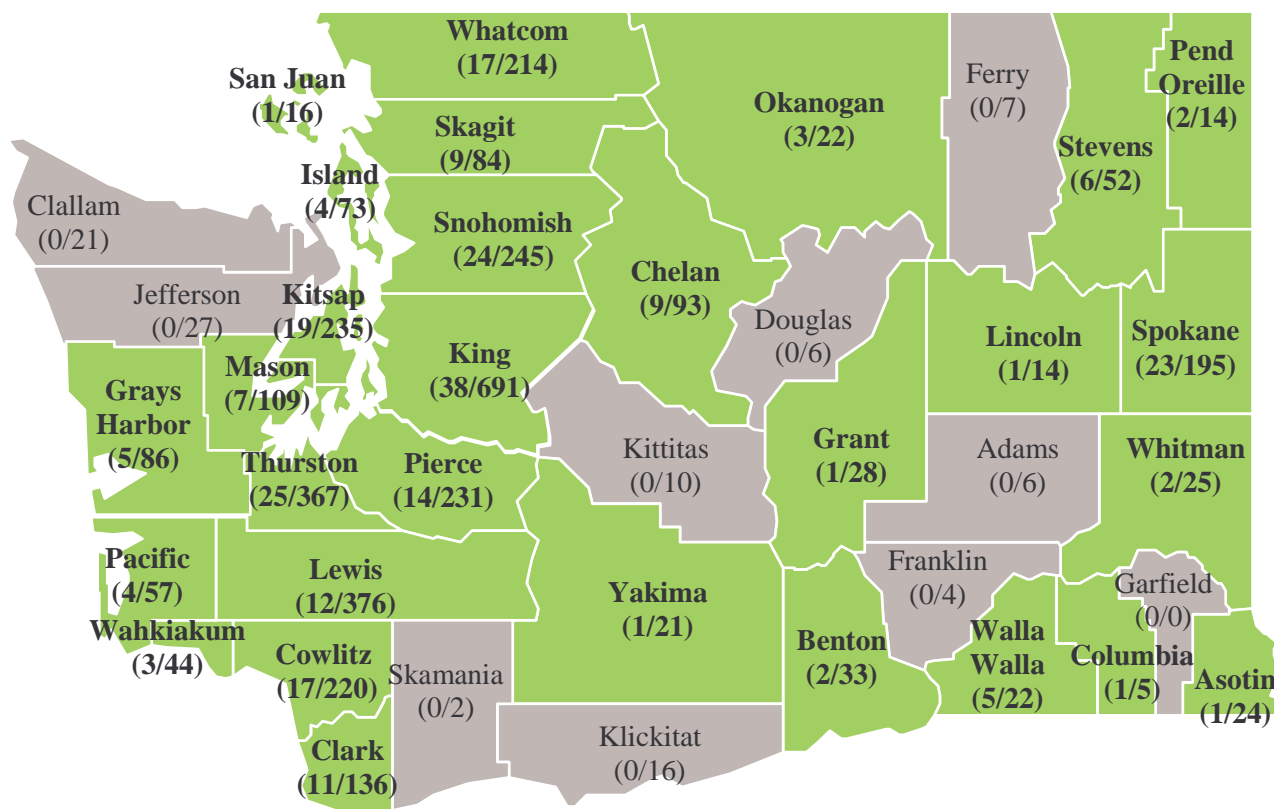 Whatcom
(17/214)
San Juan
(1/16)
Skagit
(9/84)
Island
(4/73)
Okanogan
(3/22)
Ferry
(0/7)
Pend
Oreille
(2/14)
Stevens
(6/52)
Clallam
(0/21)
Snohomish
(24/245)
Jefferson
(0/27)
Kitsap
(19/235)
Chelan
(9/93)
Douglas
(0/6)
Lincoln
(1/14)
Spokane
(23/195)
Mason
(7/109)
King
(38/691)
Grays
Harbor
(5/86)
Thurston
(25/367)
Pierce
(14/231)
Kittitas
(0/10)
Grant
(1/28)
Adams
(0/6)
Whitman
(2/25)
Pacific
(4/57)
Lewis
(12/376)
Yakima
(1/21)
Franklin
(0/4)
Garfield
(0/0)
Wahkiakum
(3/44)
Cowlitz
(17/220)
Skamania
(0/2)
Benton
(2/33)
Walla
Walla
(5/22)
Columbia
(1/5)
Asotin
(1/24)
Clark
(11/136)
Klickitat
(0/16)